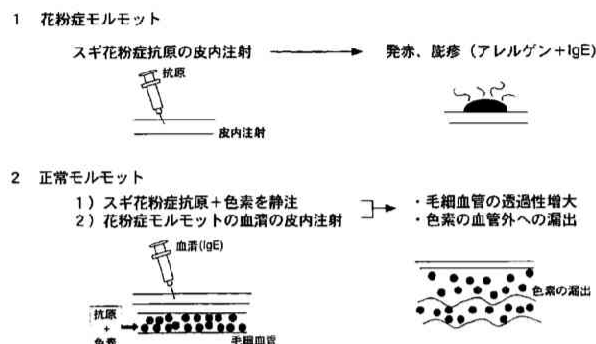 1 花粉症モルモット
スギ花粉症抗原の皮内注射
発赤、膨疹（アレルゲン＋IgE）
抗原
皮内注射
2 正常モルモット
1）スギ花粉症抗原＋色素を静注
2）花粉症モルモットの血清の皮内注射
・毛細血管の透過性増大
・色素の血管外への漏出
血清(IgE)
色素の漏出
抗原
＋
色素
毛細血管